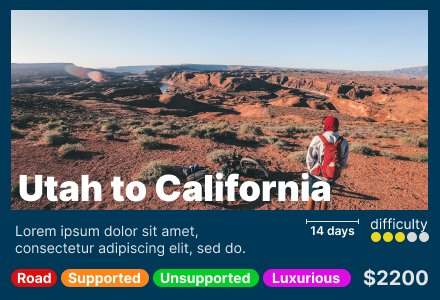 Utah to California
Lorem ipsum dolor sit amet,
consectetur adipiscing elit, sed do.
14 days
difficulty
Road Supported Unsupported Luxurious $2200